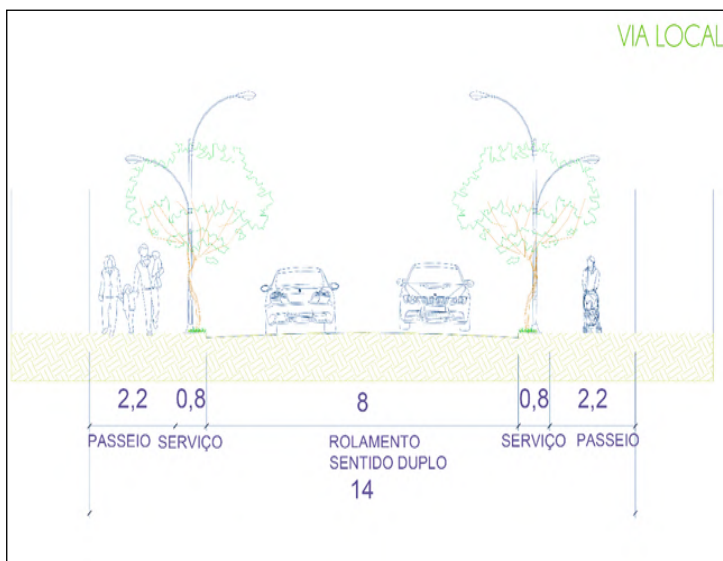 VIA LOCAL
2,2 0,8 8 0,8 2,2
PASSEIO SERVIÇO ROLAMENTO SERVIÇO PASSEIO
SENTIDO DUPLO
14